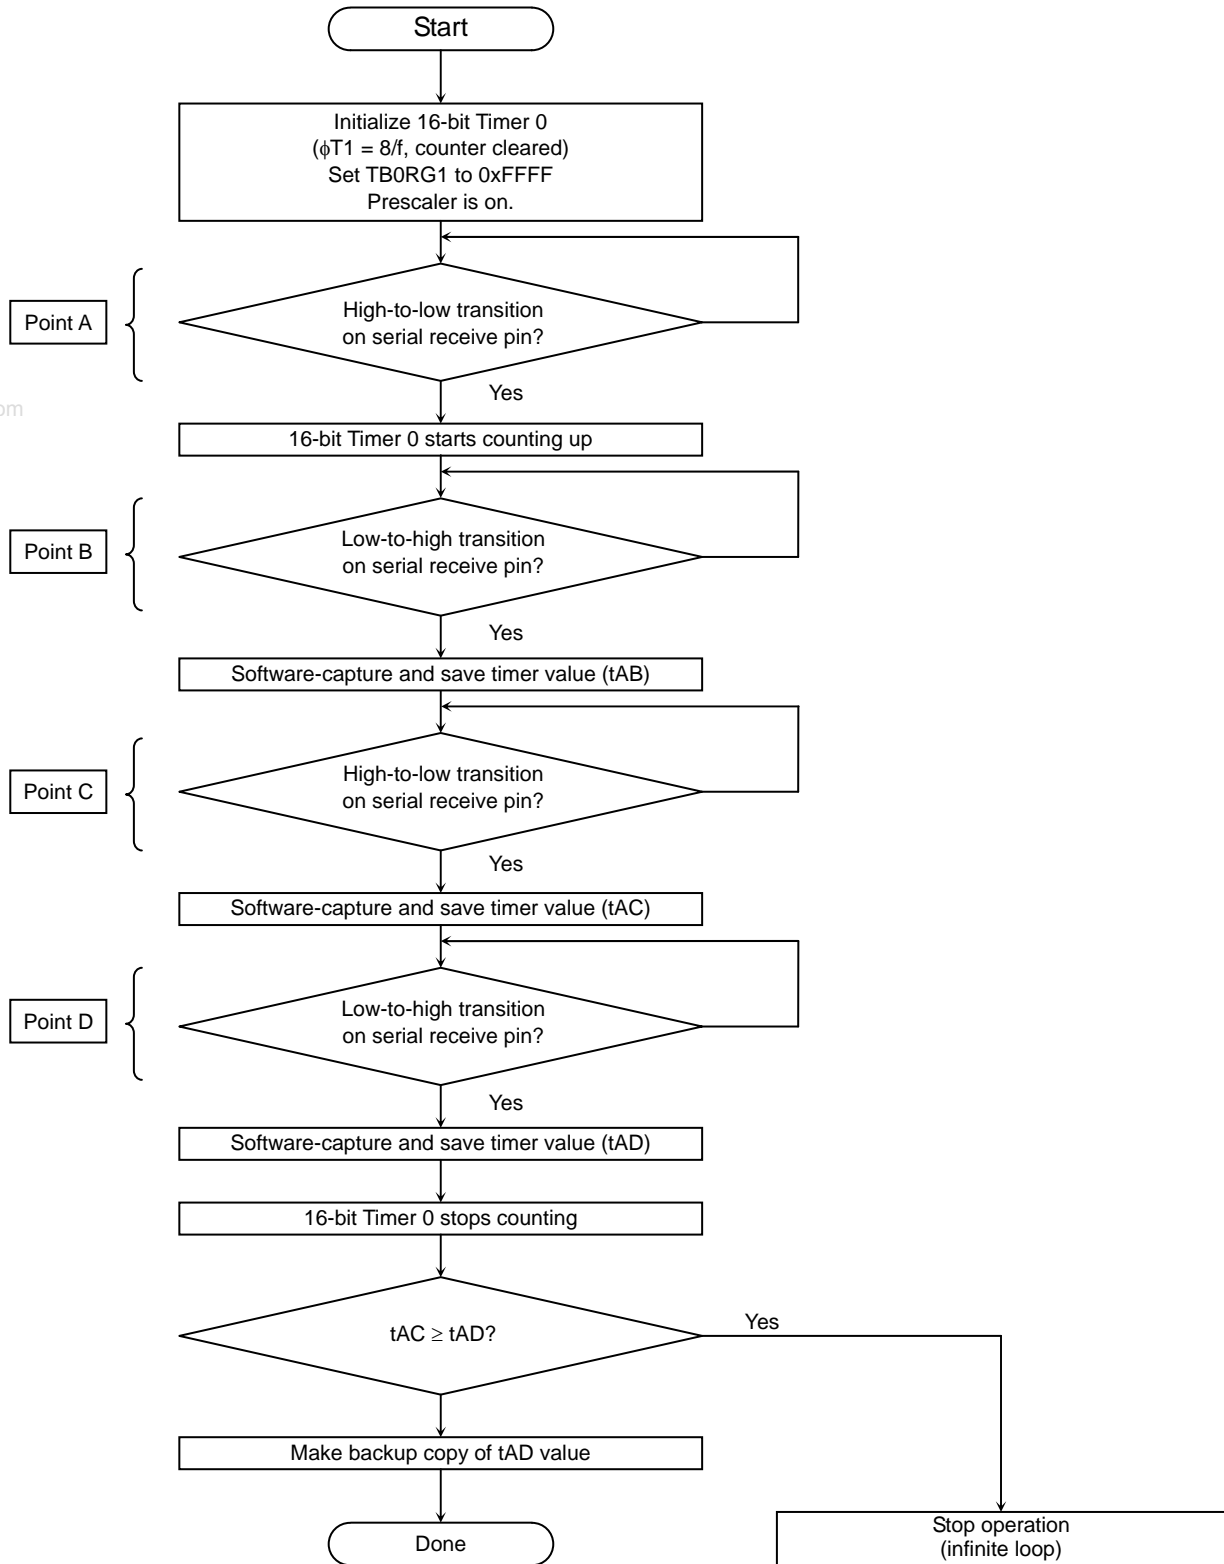 Start
Initialize 16-bit Timer 0
(ϕT1 = 8/f, counter cleared)
Set TB0RG1 to 0xFFFF
Prescaler is on.
Point A
High-to-low transition
on serial receive pin?
Yes
om
16-bit Timer 0 starts counting up
Point B
Low-to-high transition
on serial receive pin?
Yes
Software-capture and save timer value (tAB)
Point C
High-to-low transition
on serial receive pin?
Yes
Software-capture and save timer value (tAC)
Point D
Low-to-high transition
on serial receive pin?
Yes
Software-capture and save timer value (tAD)
16-bit Timer 0 stops counting
tAC ≥ tAD?
Yes
Make backup copy of tAD value
Done
Stop operation
(infinite loop)